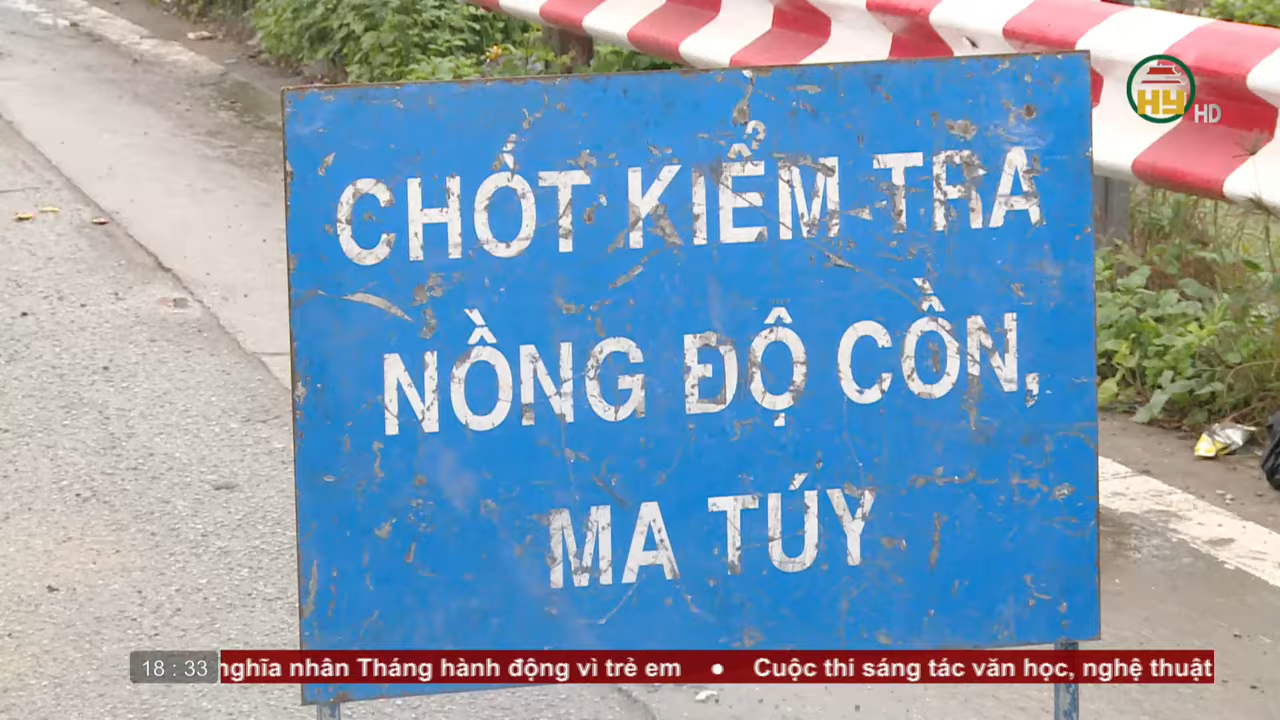 HY HD
CHỐT KIỂM TRA
NỒNG ĐỘ CỒN,
MA TÚY
18 : 33 nghĩa nhân Tháng hành động vì trẻ em • Cuộc thi sáng tác văn học, nghệ thuật